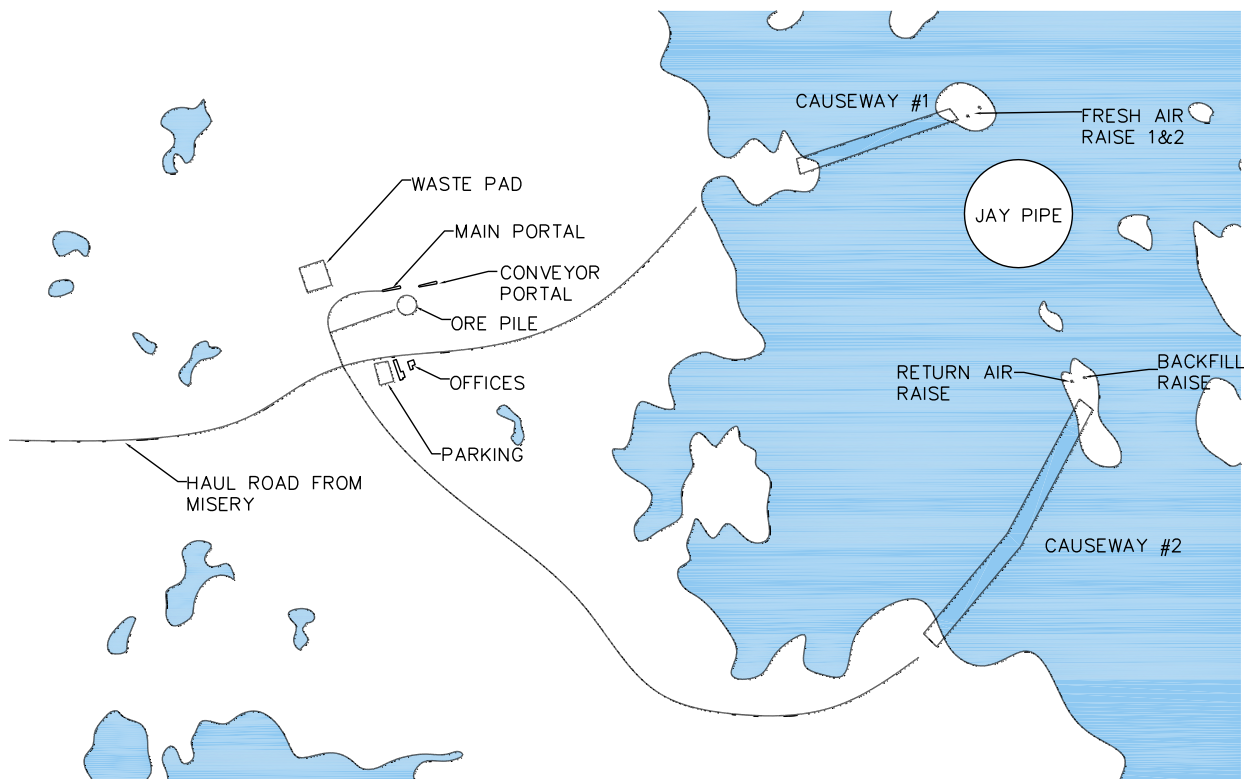 CAUSEWAY #1
FRESH AIR
RAISE 1&2
WASTE PAD
JAY PIPE
MAIN PORTAL
CONVEYOR
PORTAL
ORE PILE
RETURN AIR
RAISE
BACKFILL
RAISE
OFFICES
PARKING
HAUL ROAD FROM
MISERY
CAUSEWAY #2